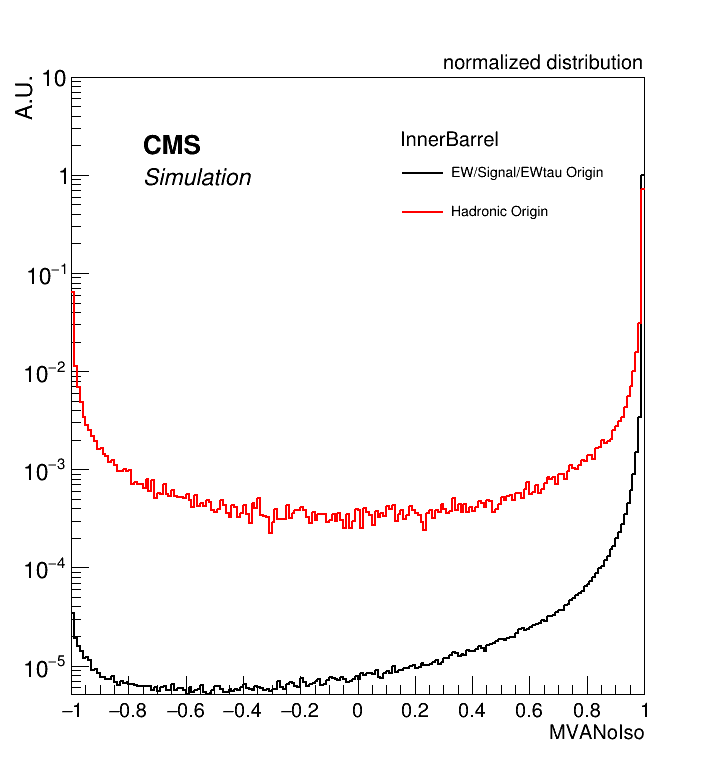 normalized distribution
A.U.
10
1
10⁻¹
10⁻²
10⁻³
10⁻⁴
10⁻⁵
CMS
Simulation
InnerBarrel
EW/Signal/EWtau Origin
Hadronic Origin
−1 −0.8 −0.6 −0.4 −0.2 0 0.2 0.4 0.6 0.8 1
MVANoIso